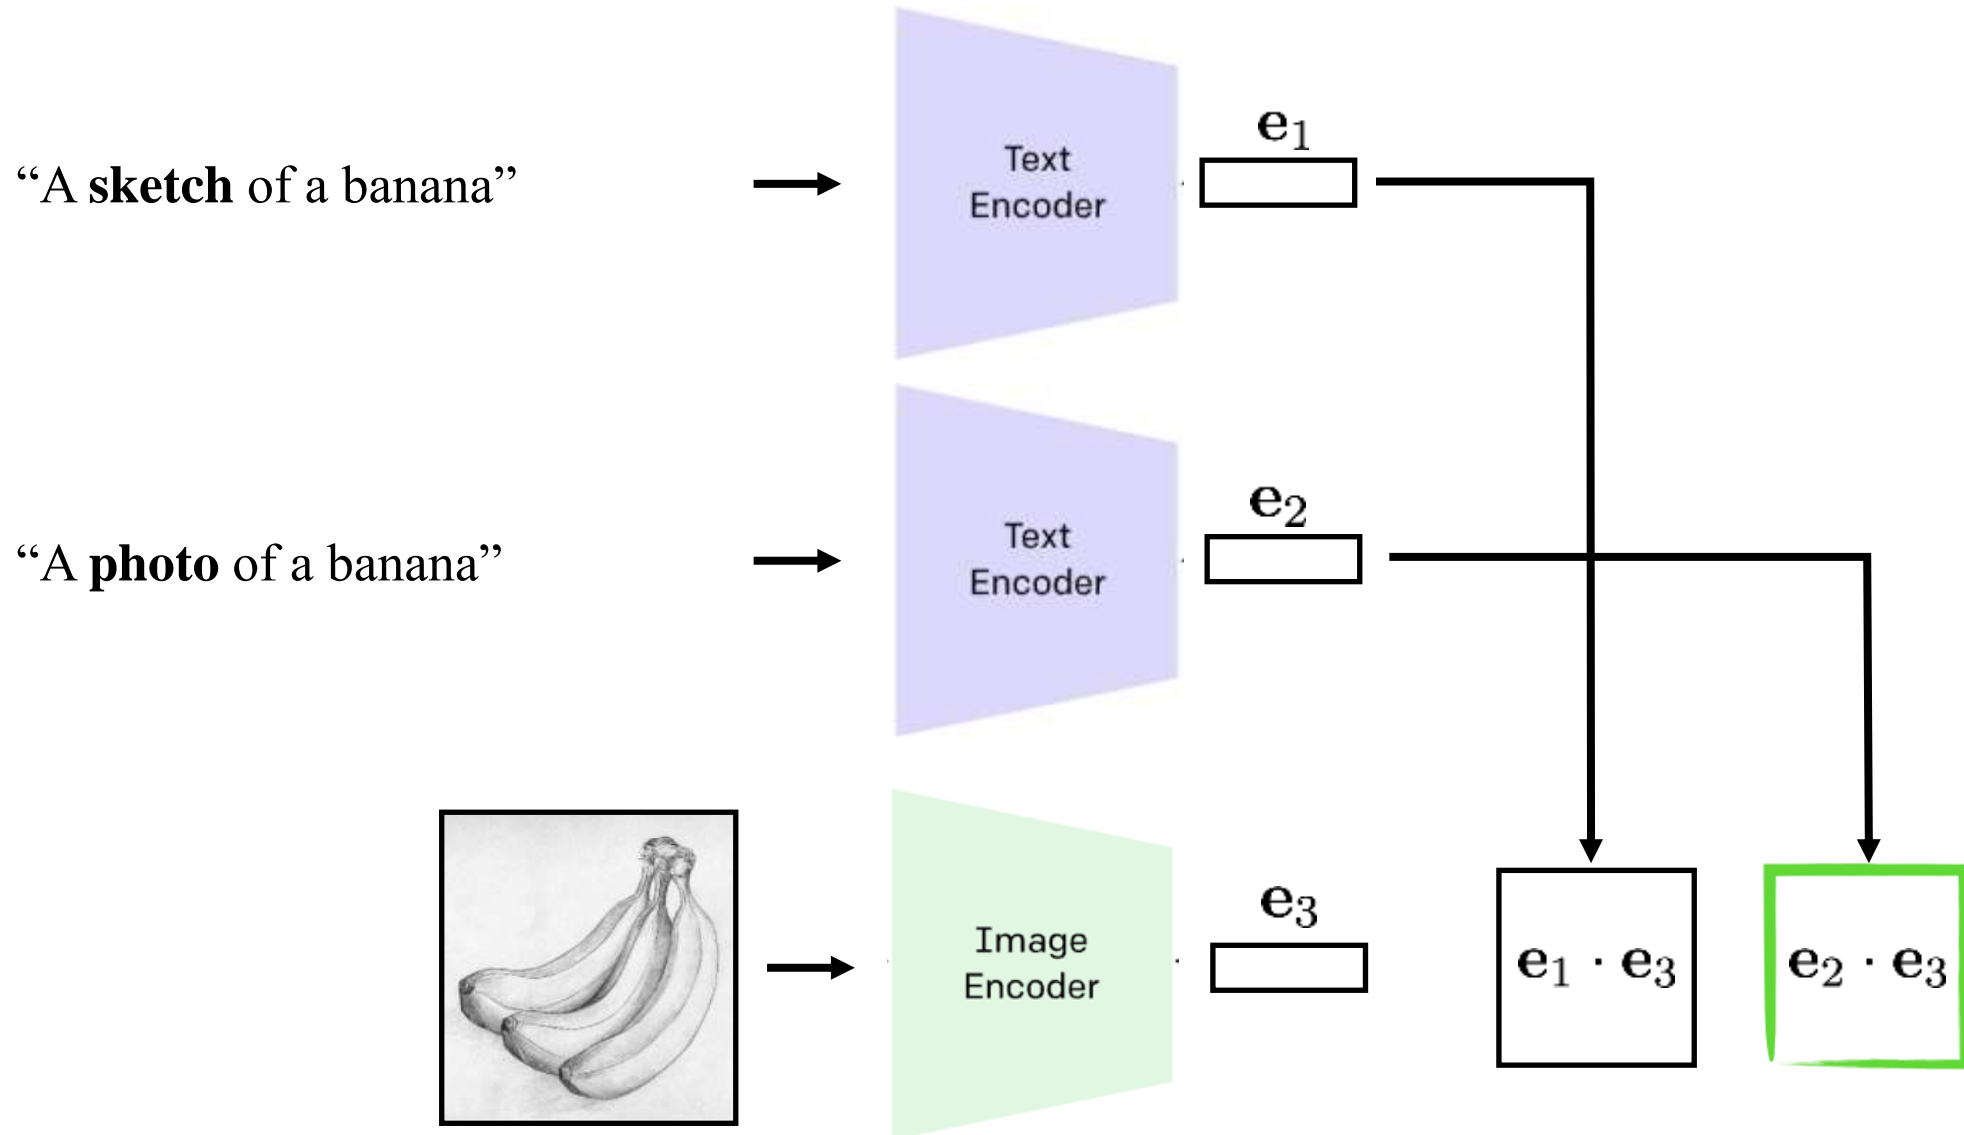 “A sketch of a banana”
Text
Encoder
e₁
“A photo of a banana”
Text
Encoder
e₂
Image
Encoder
e₃
e₁ · e₃
e₂ · e₃